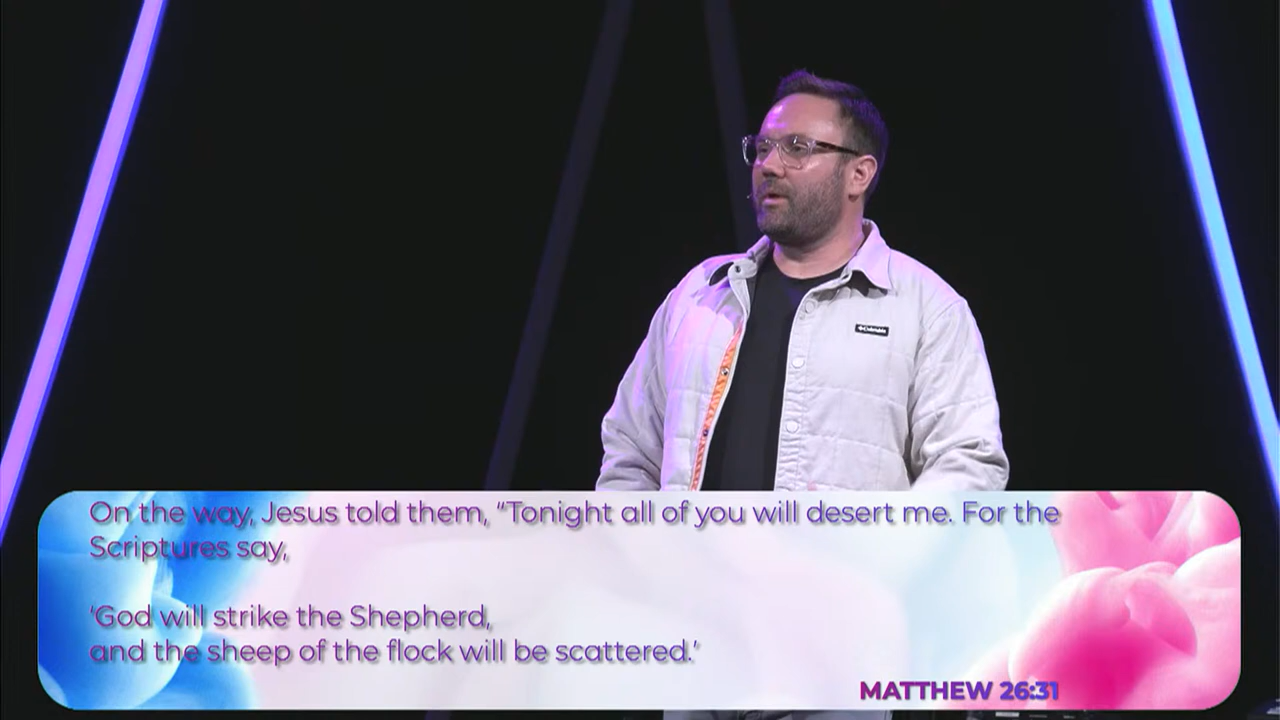 Columbia
On the way, Jesus told them, “Tonight all of you will desert me. For the
Scriptures say,
‘God will strike the Shepherd,
and the sheep of the flock will be scattered.’
MATTHEW 26:31